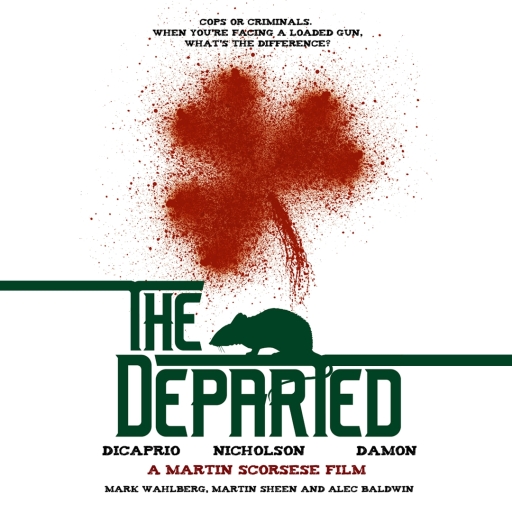 COPS OR CRIMINALS.
WHEN YOU'RE FACING A LOADED GUN,
WHAT'S THE DIFFERENCE?
THE
DEPARTED
DICAPRIO NICHOLSON DAMON
A MARTIN SCORSESE FILM
MARK WAHLBERG, MARTIN SHEEN AND ALEC BALDWIN